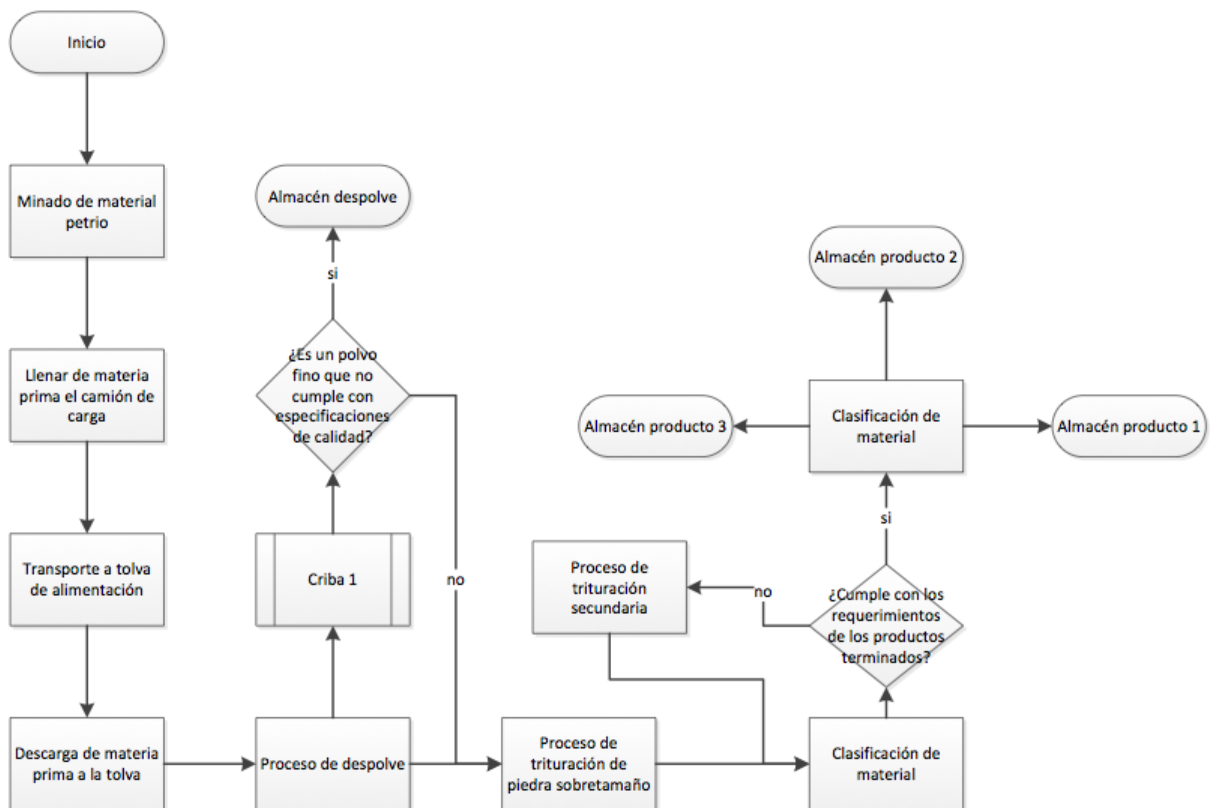 Inicio
Minado de material
petrio
Llenar de materia
prima el camión de
carga
Transporte a tolva
de alimentación
Descarga de materia
prima a la tolva
Almacén despolve
si
¿Es un polvo
fino que no
cumple con
especificaciones
de calidad?
no
Criba 1
Proceso de despolve
Proceso de
trituración de
piedra sobretamaño
Proceso de
trituración
secundaria
Almacén producto 2
Almacén producto 3
Clasificación de
material
Almacén producto 1
si
no
¿Cumple con los
requerimientos
de los productos
terminados?
Clasificación de
material